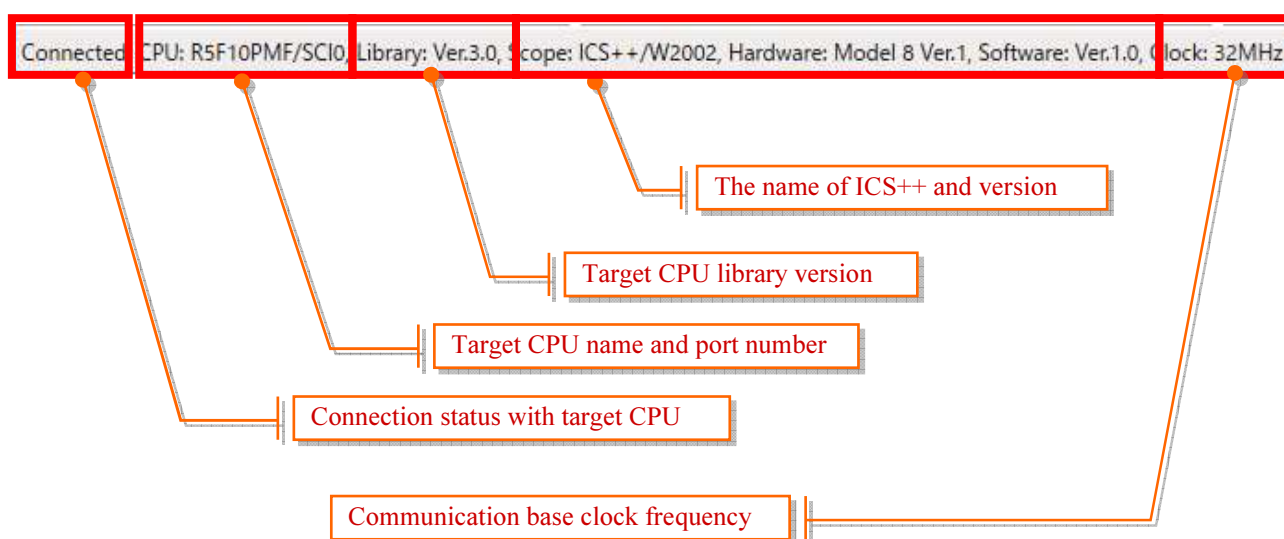 Connected, CPU: R5F10PMF/SCI0, Library: Ver.3.0, Scope: ICS++/W2002, Hardware: Model 8 Ver.1, Software: Ver.1.0, Clock: 32MHz
The name of ICS++ and version
Target CPU library version
Target CPU name and port number
Connection status with target CPU
Communication base clock frequency